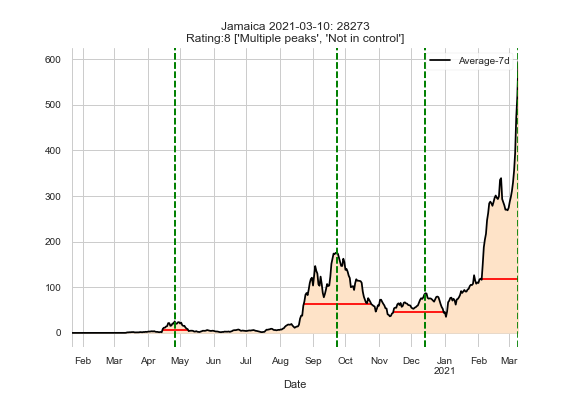 Jamaica 2021-03-10: 28273
Rating:8 ['Multiple peaks', 'Not in control']
Average-7d
600
500
400
300
200
100
0
Feb Mar Apr May Jun Jul Aug Sep Oct Nov Dec Jan Feb Mar
2021
Date